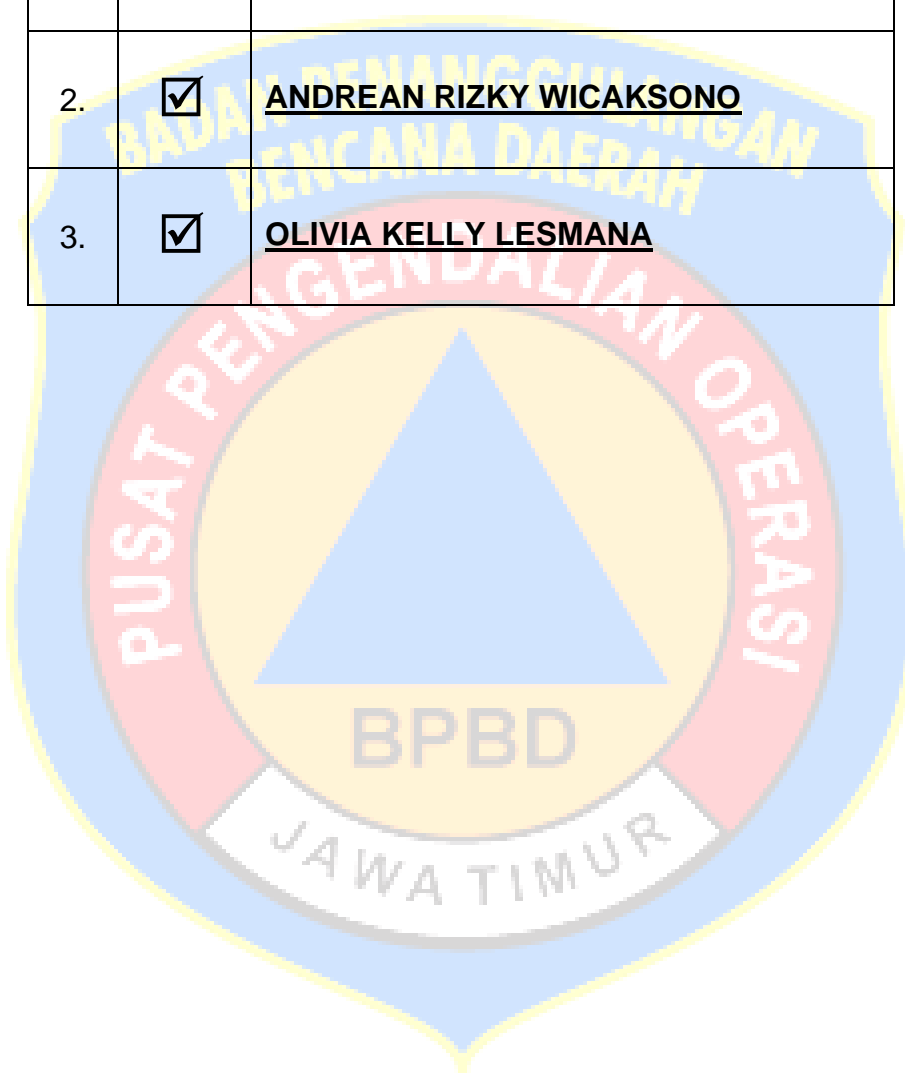 2. ☑ ANDREAN RIZKY WICAKSONO
BADAN PENANGGULANGAN
BENCANA DAERAH
3. ☑ OLIVIA KELLY LESMANA
PUSAT PENGENDALIAN OPERASI
BPBD
JAWA TIMUR